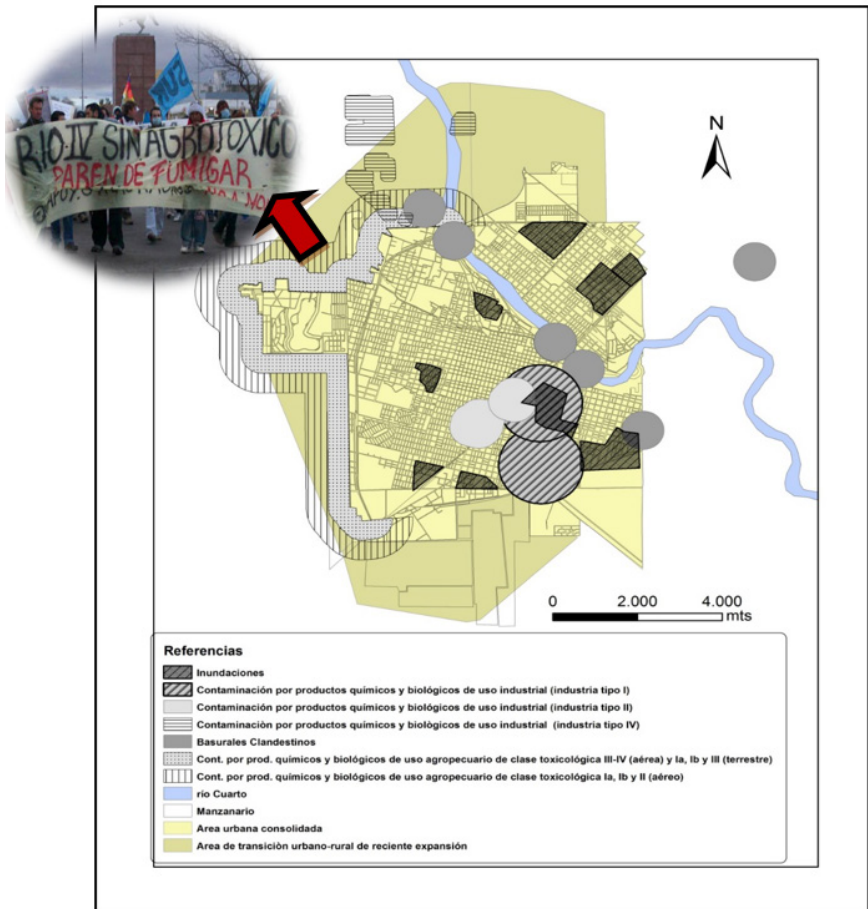 SUR
RIO-IV SIN AGROTOXICO
PAREN DE FUMIGAR
N
0 2.000 4.000
mts
Referencias
Inundaciones
Contaminación por productos químicos y biológicos de uso industrial (industria tipo I)
Contaminación por productos químicos y biológicos de uso industrial (industria tipo II)
Contaminaciòn por productos químicos y biològicos de uso industrial (industria tipo IV)
Basurales Clandestinos
Cont. por prod. químicos y biológicos de uso agropecuario de clase toxicológica III-IV (aérea) y Ia, Ib y III (terrestre)
Cont. por prod. químicos y biológicos de uso agropecuario de clase toxicológica Ia, Ib y II (aéreo)
río Cuarto
Manzanario
Area urbana consolidada
Area de transiciòn urbano-rural de reciente expansión